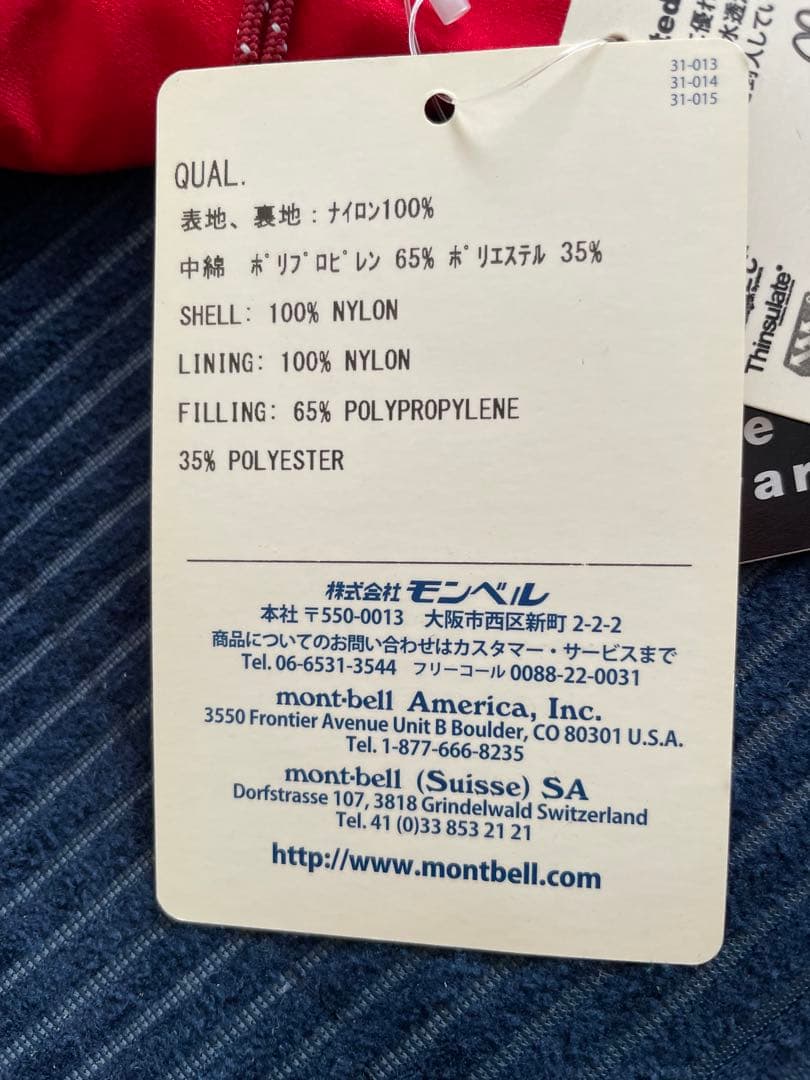 31-013
31-014
31-015
QUAL.
表地、裏地：ﾅｲﾛﾝ100%
中綿 ﾎﾟﾘﾌﾟﾛﾋﾟﾚﾝ 65% ﾎﾟﾘｴｽﾃﾙ 35%
SHELL: 100% NYLON
LINING: 100% NYLON
FILLING: 65% POLYPROPYLENE
35% POLYESTER
株式会社 モンベル
本社 〒550-0013 大阪市西区新町 2-2-2
商品についてのお問い合わせはカスタマー・サービスまで
Tel. 06-6531-3544 フリーコール 0088-22-0031
mont·bell America, Inc.
3550 Frontier Avenue Unit B Boulder, CO 80301 U.S.A.
Tel. 1-877-666-8235
mont·bell (Suisse) SA
Dorfstrasse 107, 3818 Grindelwald Switzerland
Tel. 41 (0)33 853 21 21
http://www.montbell.com
Thinsulate